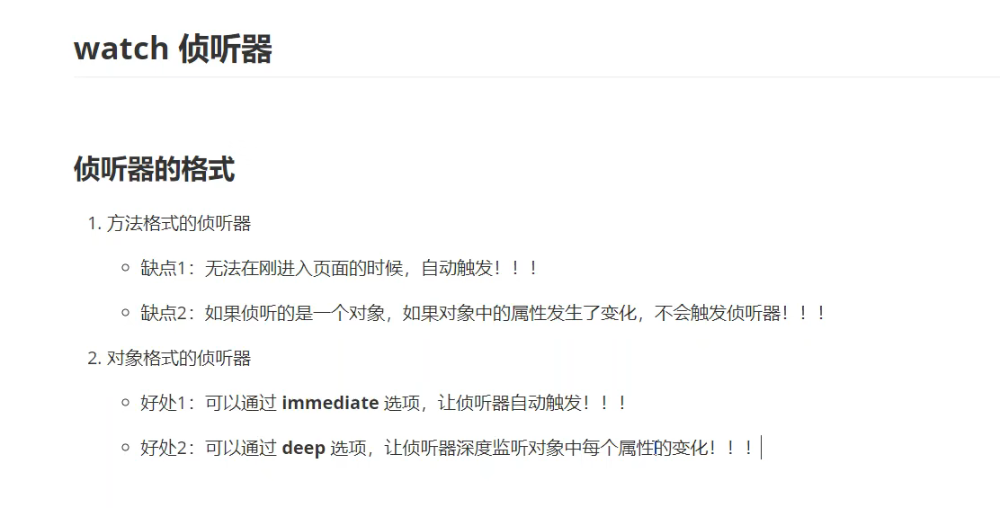 watch 侦听器
侦听器的格式
1. 方法格式的侦听器
缺点1：无法在刚进入页面的时候，自动触发！！！
缺点2：如果侦听的是一个对象，如果对象中的属性发生了变化，不会触发侦听器！！！
2. 对象格式的侦听器
好处1：可以通过 immediate 选项，让侦听器自动触发！！！
好处2：可以通过 deep 选项，让侦听器深度监听对象中每个属性的变化！！！